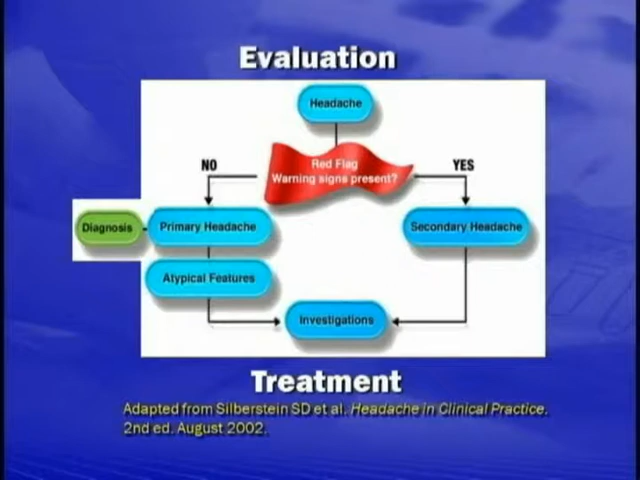 Evaluation
Headache
Red Flag
Warning signs present?
NO
YES
Diagnosis
Primary Headache
Secondary Headache
Atypical Features
Investigations
Treatment
Adapted from Silberstein SD et al. Headache in Clinical Practice.
2nd ed. August 2002.